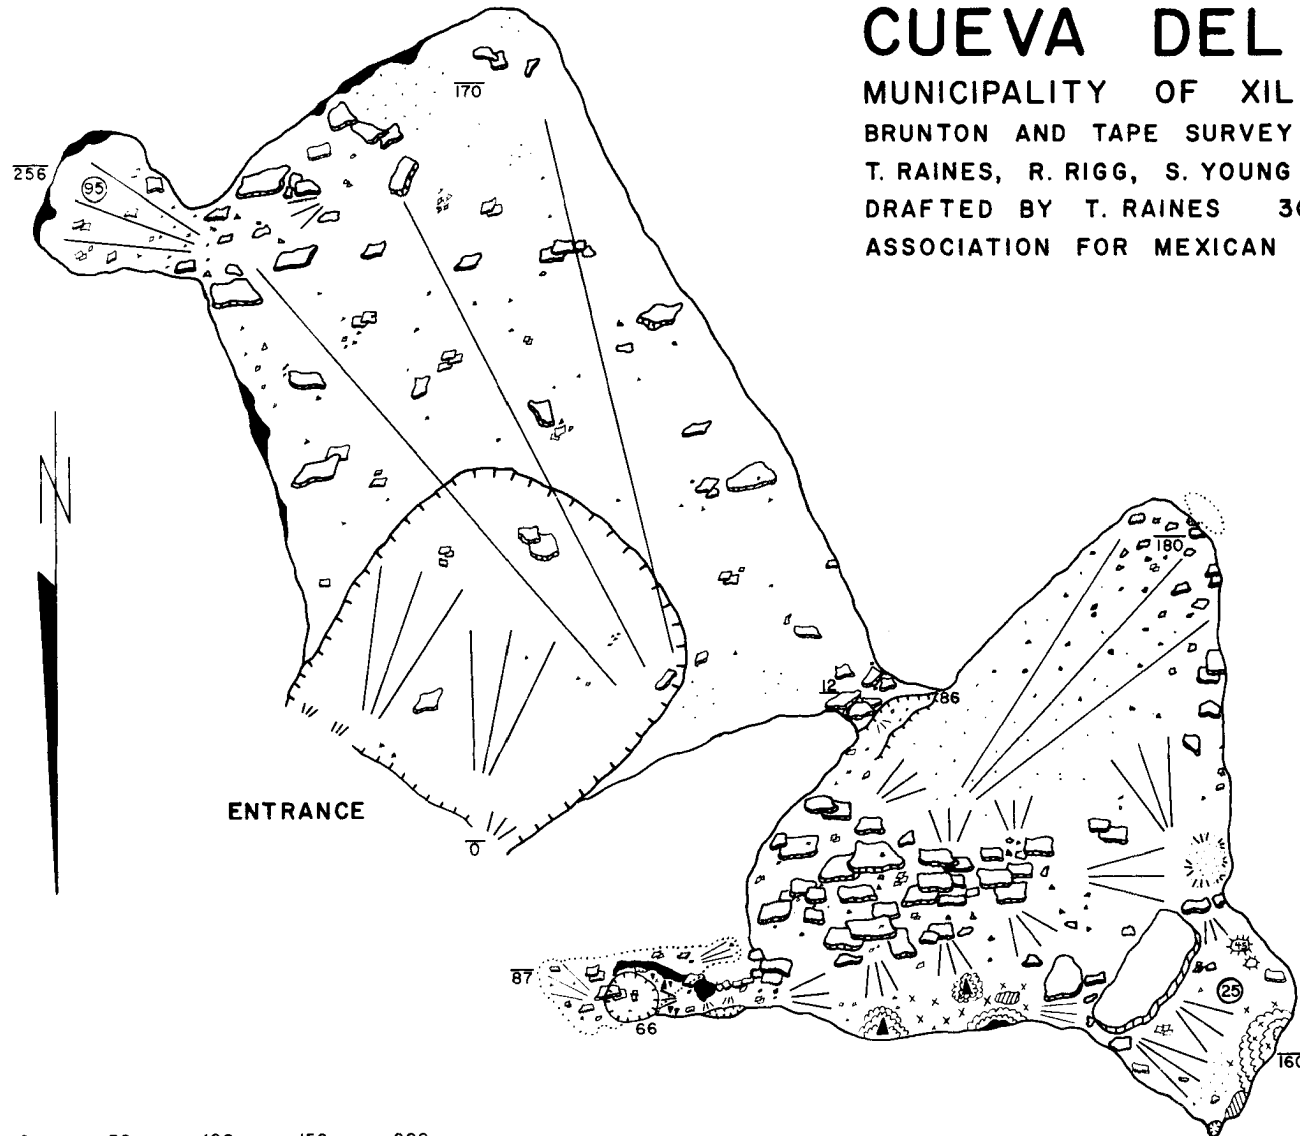 CUEVA DEL
MUNICIPALITY OF XIL
BRUNTON AND TAPE SURVEY
T. RAINES, R. RIGG, S. YOUNG
DRAFTED BY T. RAINES
ASSOCIATION FOR MEXICAN
170
256
95
N
180
12
86
ENTRANCE
0
45
87
25
66
160